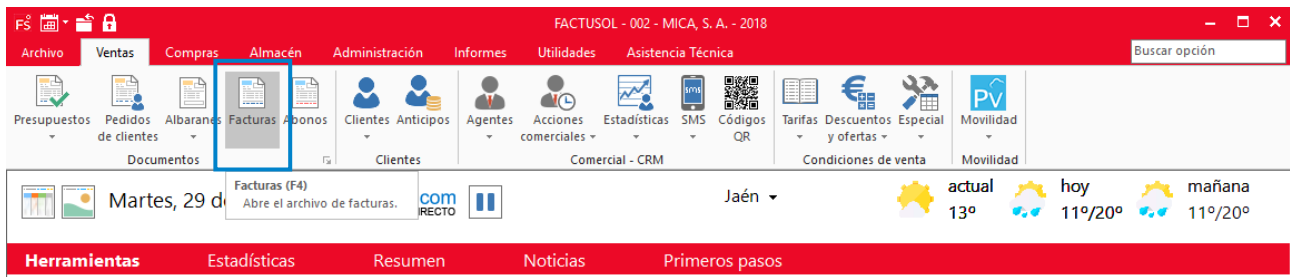 FS FACTUSOL - 002 - MICA, S. A. - 2018
Archivo Ventas Compras Almacén Administración Informes Utilidades Asistencia Técnica Buscar opción
Presupuestos Pedidos de clientes Albaranes Facturas Abonos Clientes Anticipos Agentes Acciones comerciales Estadísticas SMS Códigos QR Tarifas Descuentos y ofertas Especial Movilidad
sms
PV
Documentos Clientes Comercial - CRM Condiciones de venta Movilidad
Facturas (F4)
Abre el archivo de facturas.
Martes, 29 d
com
Jaén
actual
13º
hoy
11º/20º
mañana
11º/20º
Herramientas Estadísticas Resumen Noticias Primeros pasos